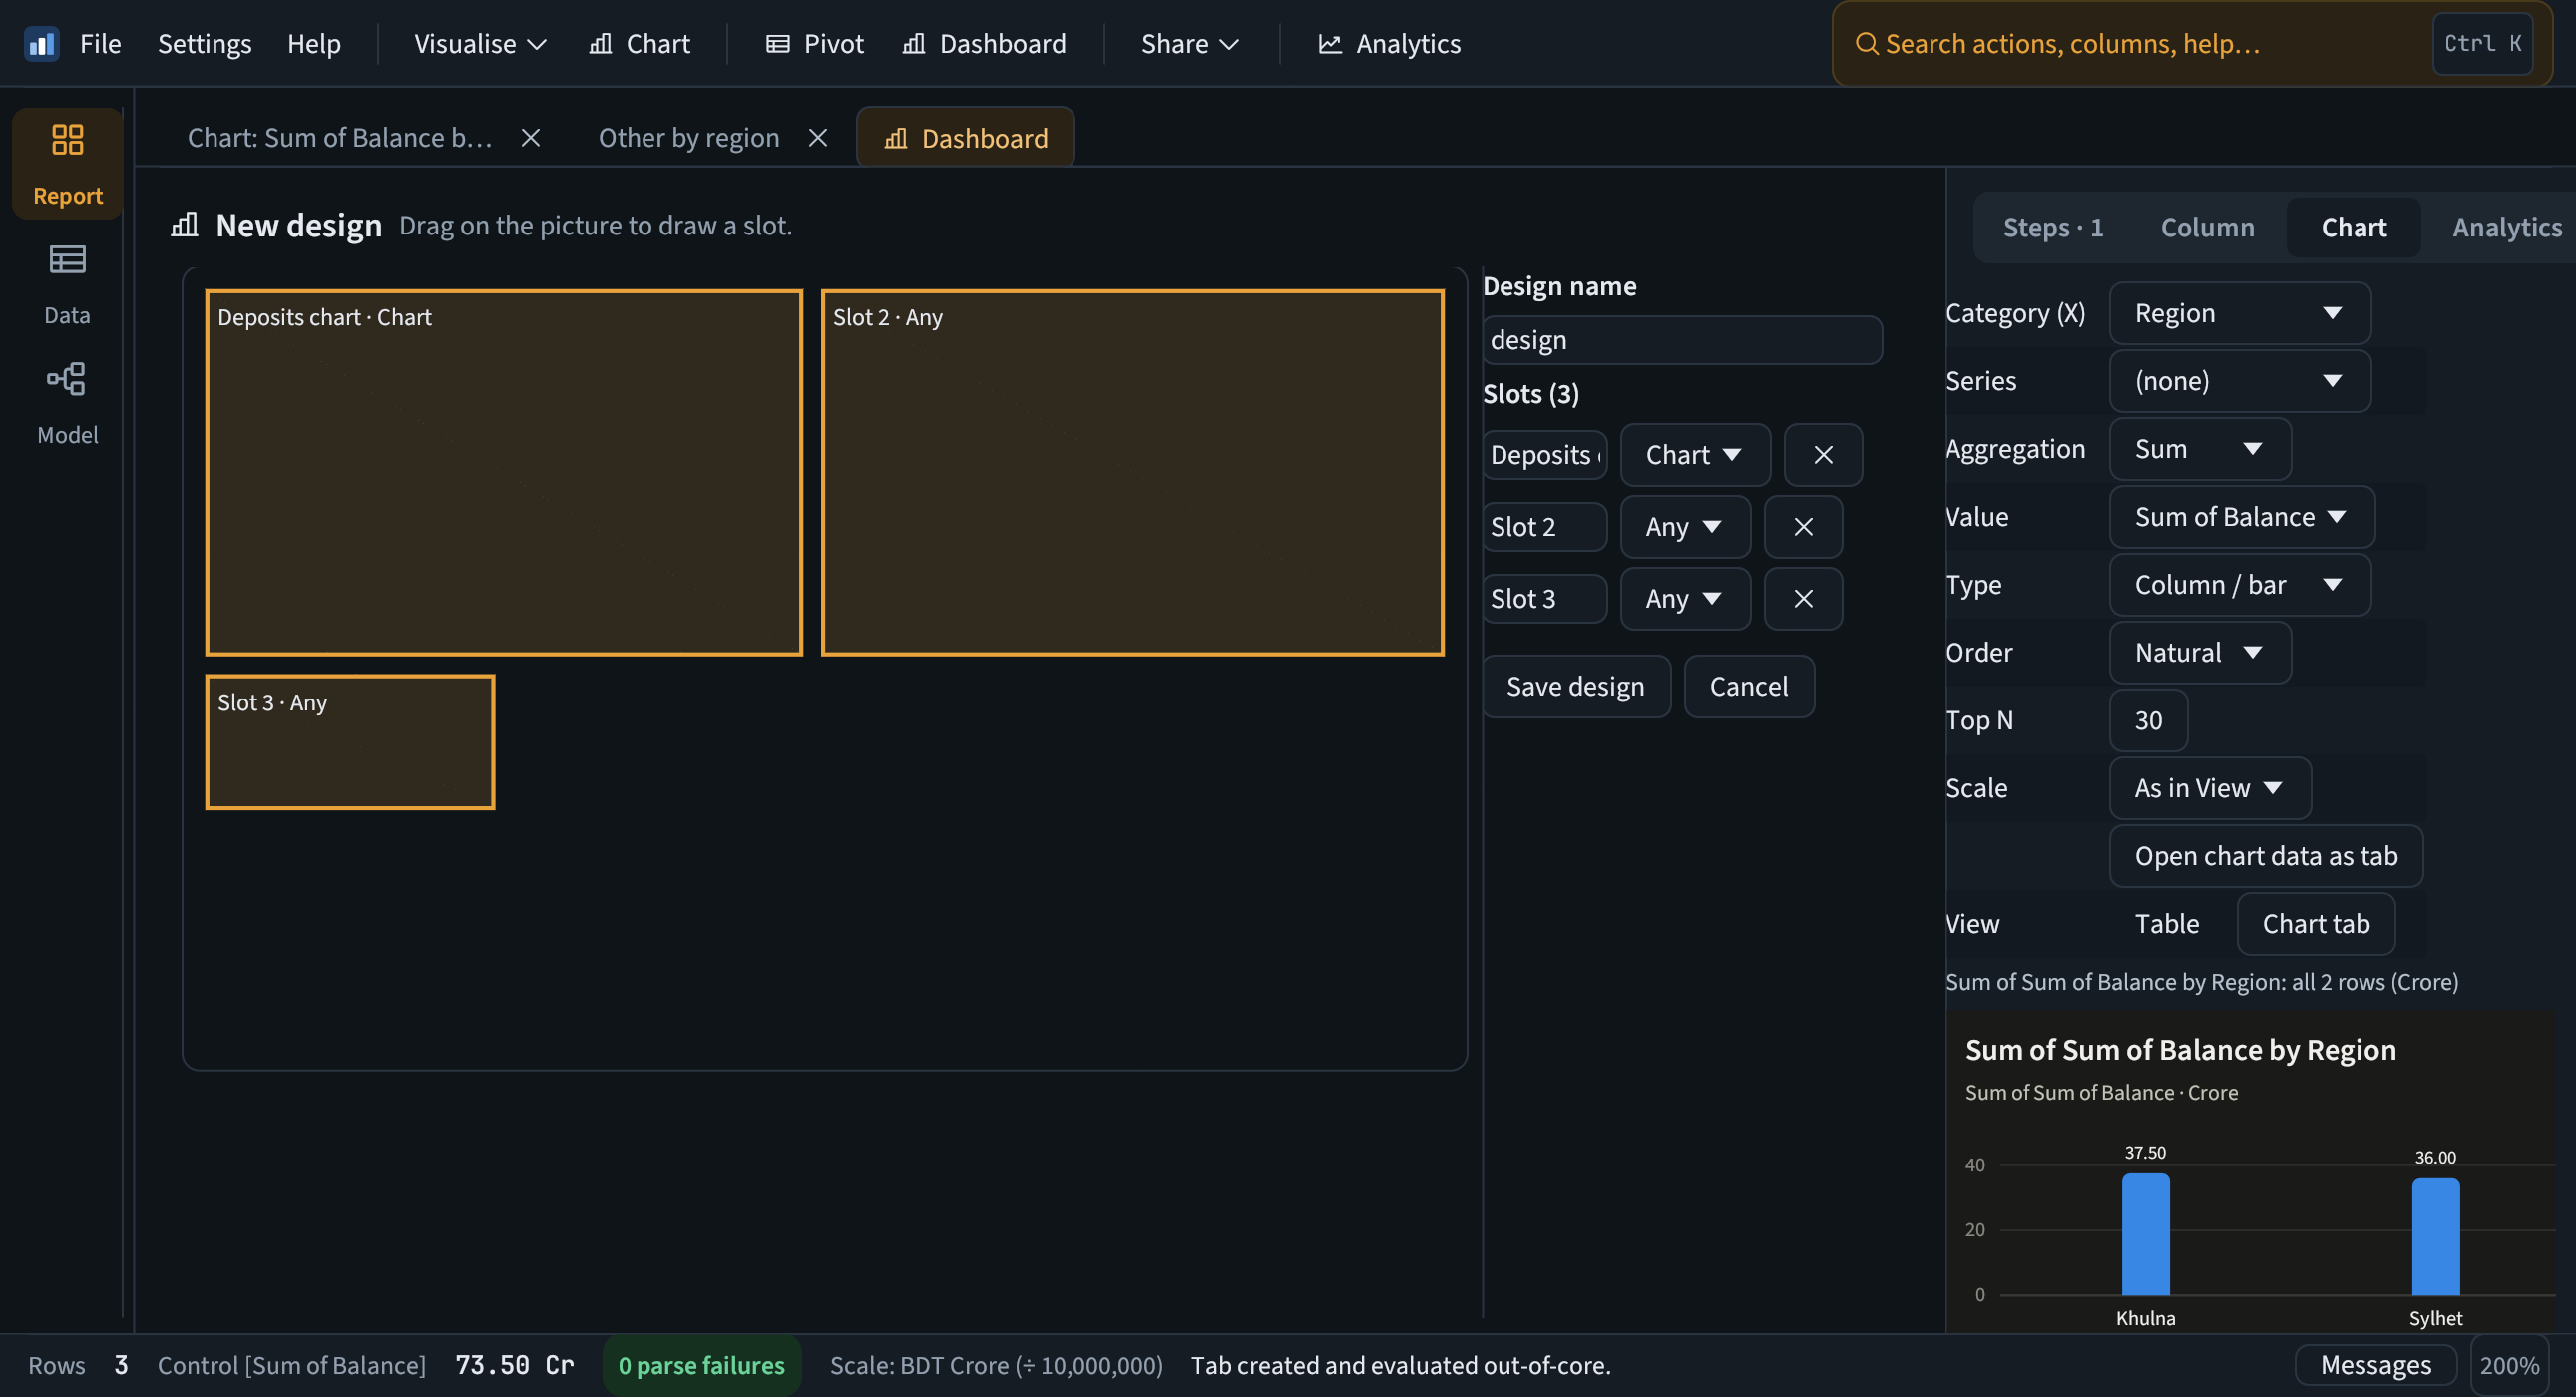 File Settings Help Visualise Chart Pivot Dashboard Share Analytics Search actions, columns, help… Ctrl K
Chart: Sum of Balance b… Other by region Dashboard
Report
Data
Model
New design Drag on the picture to draw a slot.
Deposits chart · Chart
Slot 2 · Any
Slot 3 · Any
Design name
design
Slots (3)
Deposits Chart
Slot 2 Any
Slot 3 Any
Save design Cancel
Steps · 1 Column Chart Analytics
Category (X) Region
Series (none)
Aggregation Sum
Value Sum of Balance
Type Column / bar
Order Natural
Top N 30
Scale As in View
Open chart data as tab
View Table Chart tab
Sum of Sum of Balance by Region: all 2 rows (Crore)
Sum of Sum of Balance by Region
Sum of Sum of Balance · Crore
37.50 36.00
40
20
0
Khulna Sylhet
Rows 3 Control [Sum of Balance] 73.50 Cr 0 parse failures Scale: BDT Crore (÷ 10,000,000) Tab created and evaluated out-of-core. Messages 200%